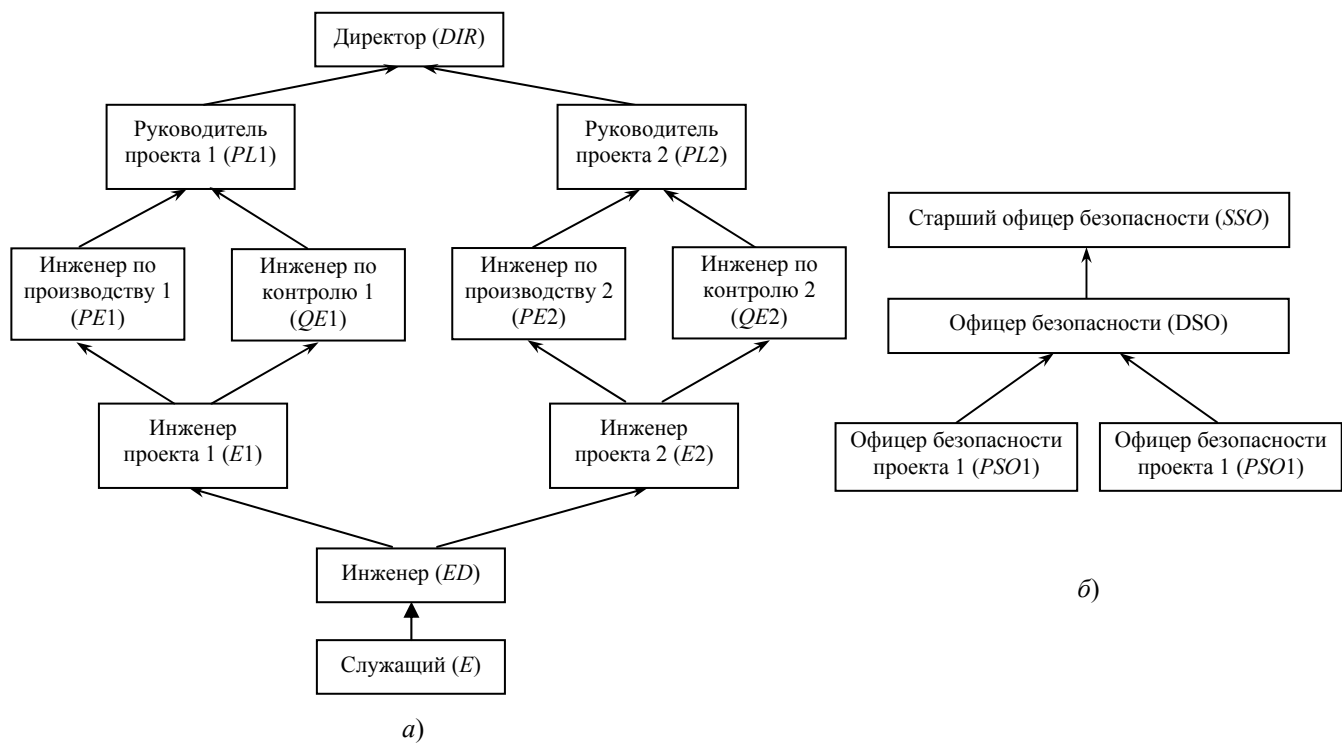 Директор (DIR)
Руководитель
проекта 1 (PL1)
Руководитель
проекта 2 (PL2)
Инженер по
производству 1
(PE1)
Инженер по
контролю 1
(QE1)
Инженер по
производству 2
(PE2)
Инженер по
контролю 2
(QE2)
Инженер
проекта 1 (E1)
Инженер
проекта 2 (E2)
Инженер (ED)
Служащий (E)
а)
Старший офицер безопасности (SSO)
Офицер безопасности (DSO)
Офицер безопасности
проекта 1 (PSO1)
Офицер безопасности
проекта 1 (PSO1)
б)